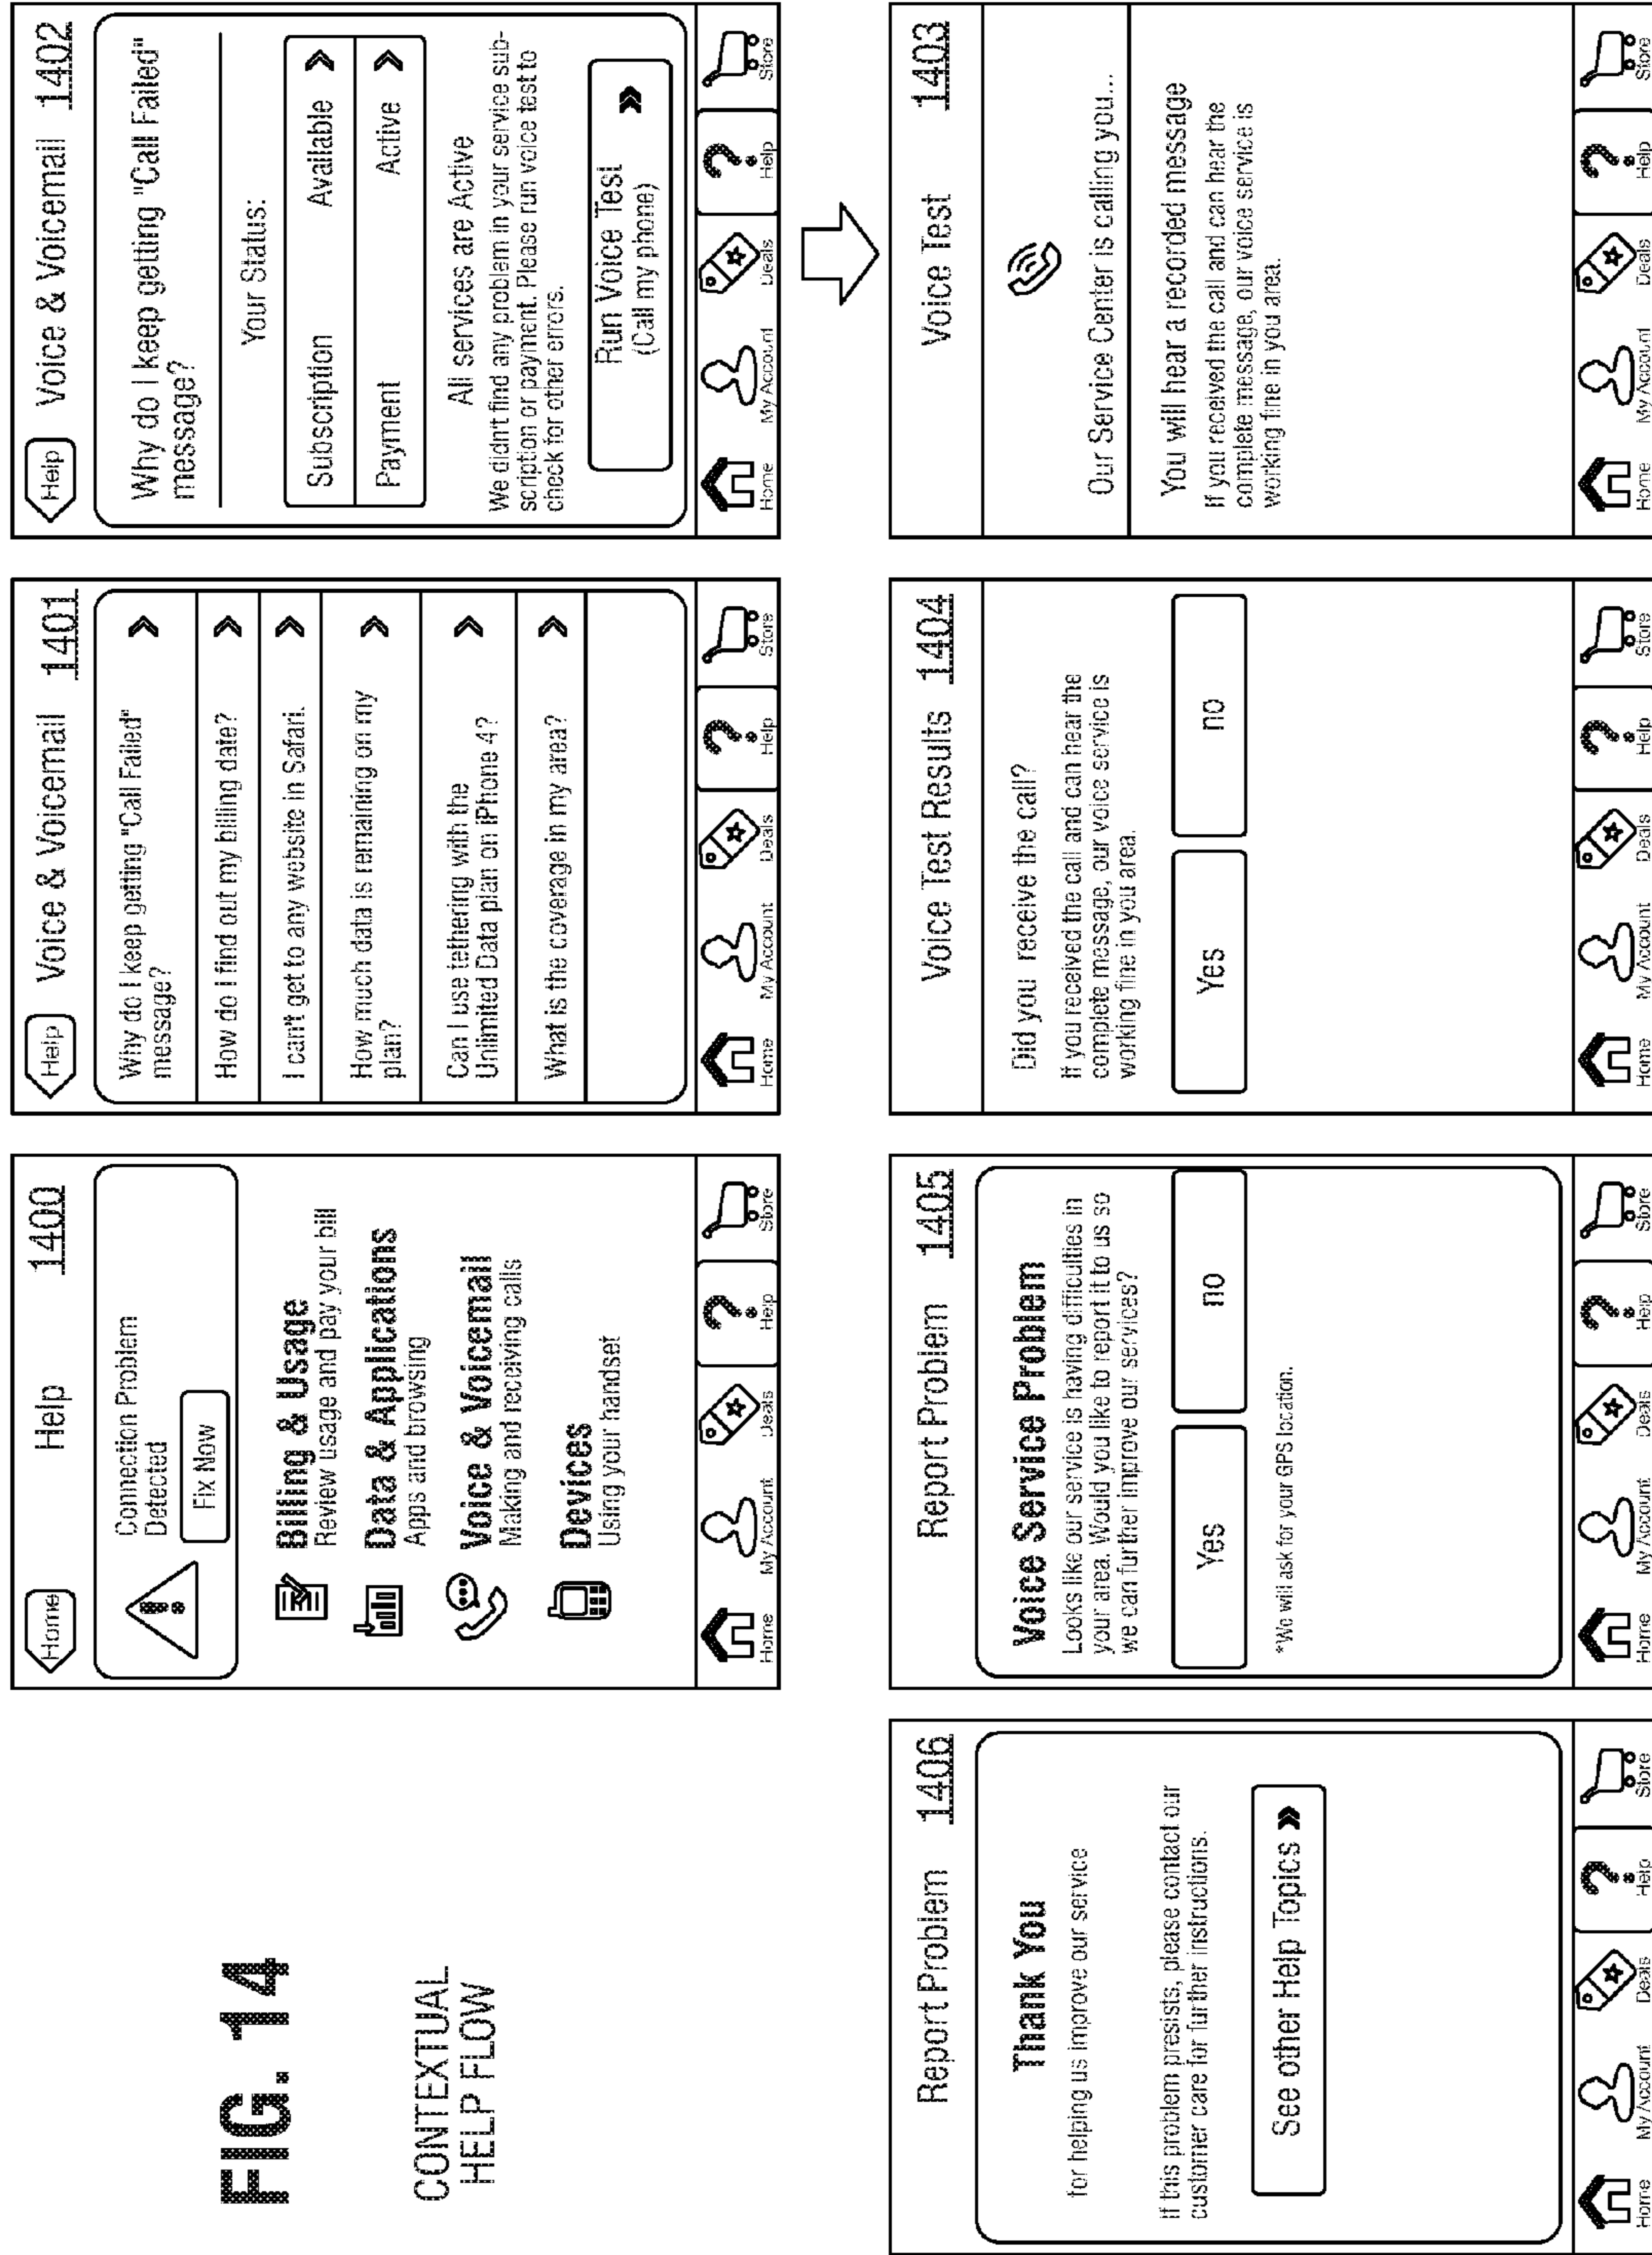 FIG. 14
CONTEXTUAL
HELP FLOW
Home
Help
1400
Connection Problem
Detected
Fix Now
Billing & Usage
Review usage and pay your bill
Data & Applications
Apps and browsing
Voice & Voicemail
Making and receiving calls
Devices
Using your handset
Home
My Account
Deals
Help
Store
Help
Voice & Voicemail
1401
Why do I keep getting "Call Failed"
message?
How do I find out my billing date?
I can't get to any website in Safari.
How much data is remaining on my
plan?
Can I use tethering with the
Unlimited Data plan on iPhone 4?
What is the coverage in my area?
Home
My Account
Deals
Help
Store
Help
Voice & Voicemail
1402
Why do I keep getting "Call Failed"
message?
Your Status:
Subscription Available
Payment Active
All services are Active
We didn't find any problem in your service sub-
scription or payment. Please run voice test to
check for other errors.
Run Voice Test
(Call my phone)
Home
My Account
Deals
Help
Store
Report Problem
1406
Thank You
for helping us improve our service
If this problem presists, please contact our
customer care for further instructions.
See other Help Topics
Home
My Account
Deals
Help
Store
Report Problem
1405
Voice Service Problem
Looks like our service is having difficulties in
your area. Would you like to report it to us so
we can further improve our services?
Yes
no
*We will ask for your GPS location.
Home
My Account
Deals
Help
Store
Voice Test Results
1404
Did you receive the call?
If you received the call and can hear the
complete message, our voice service is
working fine in you area.
Yes
no
Home
My Account
Deals
Help
Store
Voice Test
1403
Our Service Center is calling you...
You will hear a recorded message
If you received the call and can hear the
complete message, our voice service is
working fine in you area.
Home
My Account
Deals
Help
Store